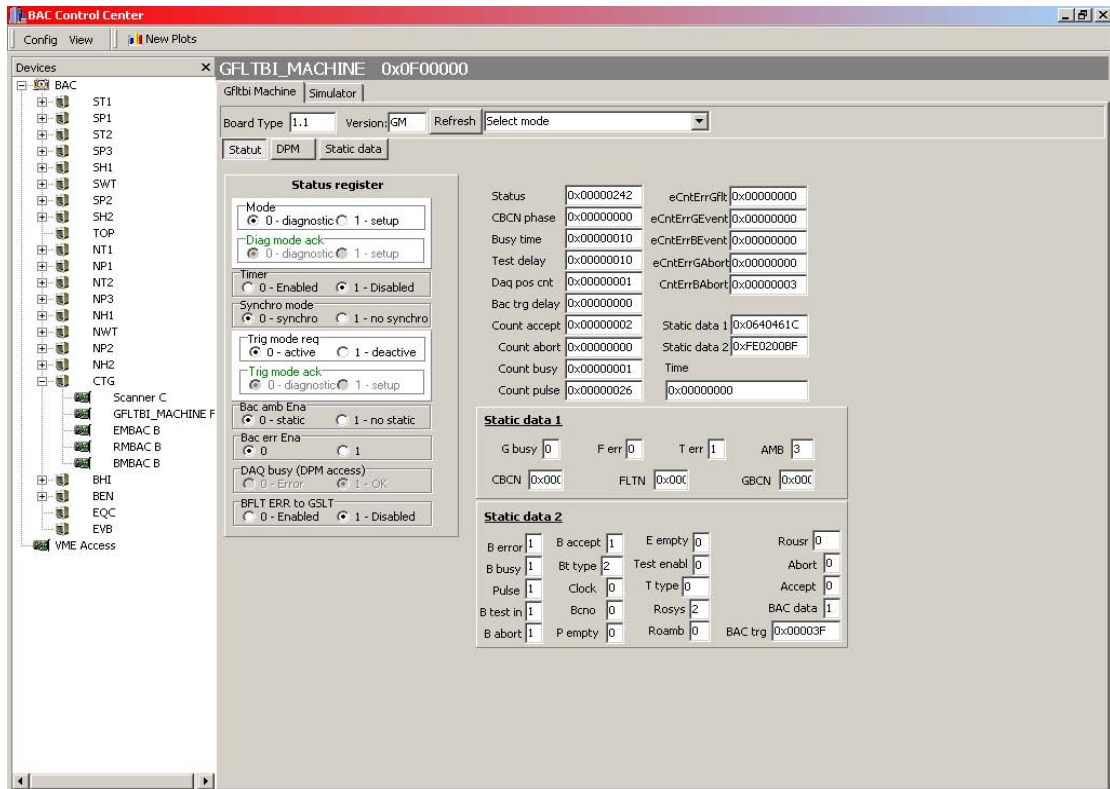 BAC Control Center
Config View New Plots
Devices
BAC
ST1
SP1
ST2
SP3
SH1
SWT
SP2
SH2
TOP
NT1
NP1
NT2
NP3
NH1
NWT
NP2
NH2
CTG
Scanner C
GFLTBI_MACHINE F
EMBAC B
RMBAC B
BMBAC B
BHI
BEN
EQC
EVB
VME Access
GFLTBI_MACHINE 0x0F00000
Gfltbi Machine Simulator
Board Type 1.1 Version: GM Refresh Select mode
Statut DPM Static data
Status register
Mode
0 - diagnostic 1 - setup
Diag mode ack
0 - diagnostic 1 - setup
Timer
0 - Enabled 1 - Disabled
Synchro mode
0 - synchro 1 - no synchro
Trig mode req
0 - active 1 - deactive
Trig mode ack
0 - diagnostic 1 - setup
Bac amb Ena
0 - static 1 - no static
Bac err Ena
0 1
DAQ busy (DPM access)
0 - Error 1 - OK
BFLT ERR to GSLT
0 - Enabled 1 - Disabled
Status 0x00000242 eCntErrGflt 0x00000000
CBCN phase 0x00000000 eCntErrGEvent 0x00000000
Busy time 0x00000010 eCntErrBEvent 0x00000000
Test delay 0x00000010 eCntErrGAbort 0x00000000
Daq pos cnt 0x00000001 CntErrBAbort 0x00000003
Bac trg delay 0x00000000
Count accept 0x00000002 Static data 1 0x0640461C
Count abort 0x00000000 Static data 2 0xFE0200BF
Count busy 0x00000001 Time
Count pulse 0x00000026 0x00000000
Static data 1
G busy 0 F err 0 T err 1 AMB 3
CBCN 0x00C FLTN 0x00C GBCN 0x00C
Static data 2
B error 1 B accept 1 E empty 0 Rousr 0
B busy 1 Bt type 2 Test enabl 0 Abort 0
Pulse 1 Clock 0 T type 0 Accept 0
B test in 1 Bcno 0 Rosys 2 BAC data 1
B abort 1 P empty 0 Roamb 0 BAC trg 0x00003F